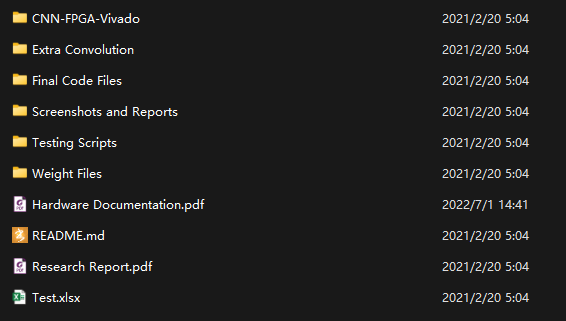 CNN-FPGA-Vivado 2021/2/20 5:04
Extra Convolution 2021/2/20 5:04
Final Code Files 2021/2/20 5:04
Screenshots and Reports 2021/2/20 5:04
Testing Scripts 2021/2/20 5:04
Weight Files 2021/2/20 5:04
Hardware Documentation.pdf 2022/7/1 14:41
README.md 2021/2/20 5:04
Research Report.pdf 2021/2/20 5:04
Test.xlsx 2021/2/20 5:04